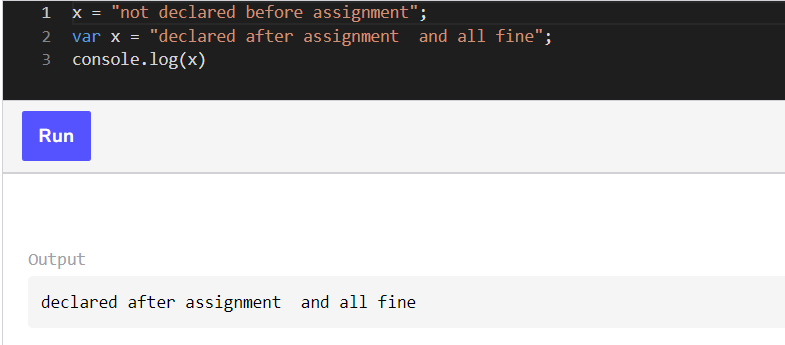 1 x = "not declared before assignment";
2 var x = "declared after assignment  and all fine";
3 console.log(x)
Run
Output
declared after assignment  and all fine